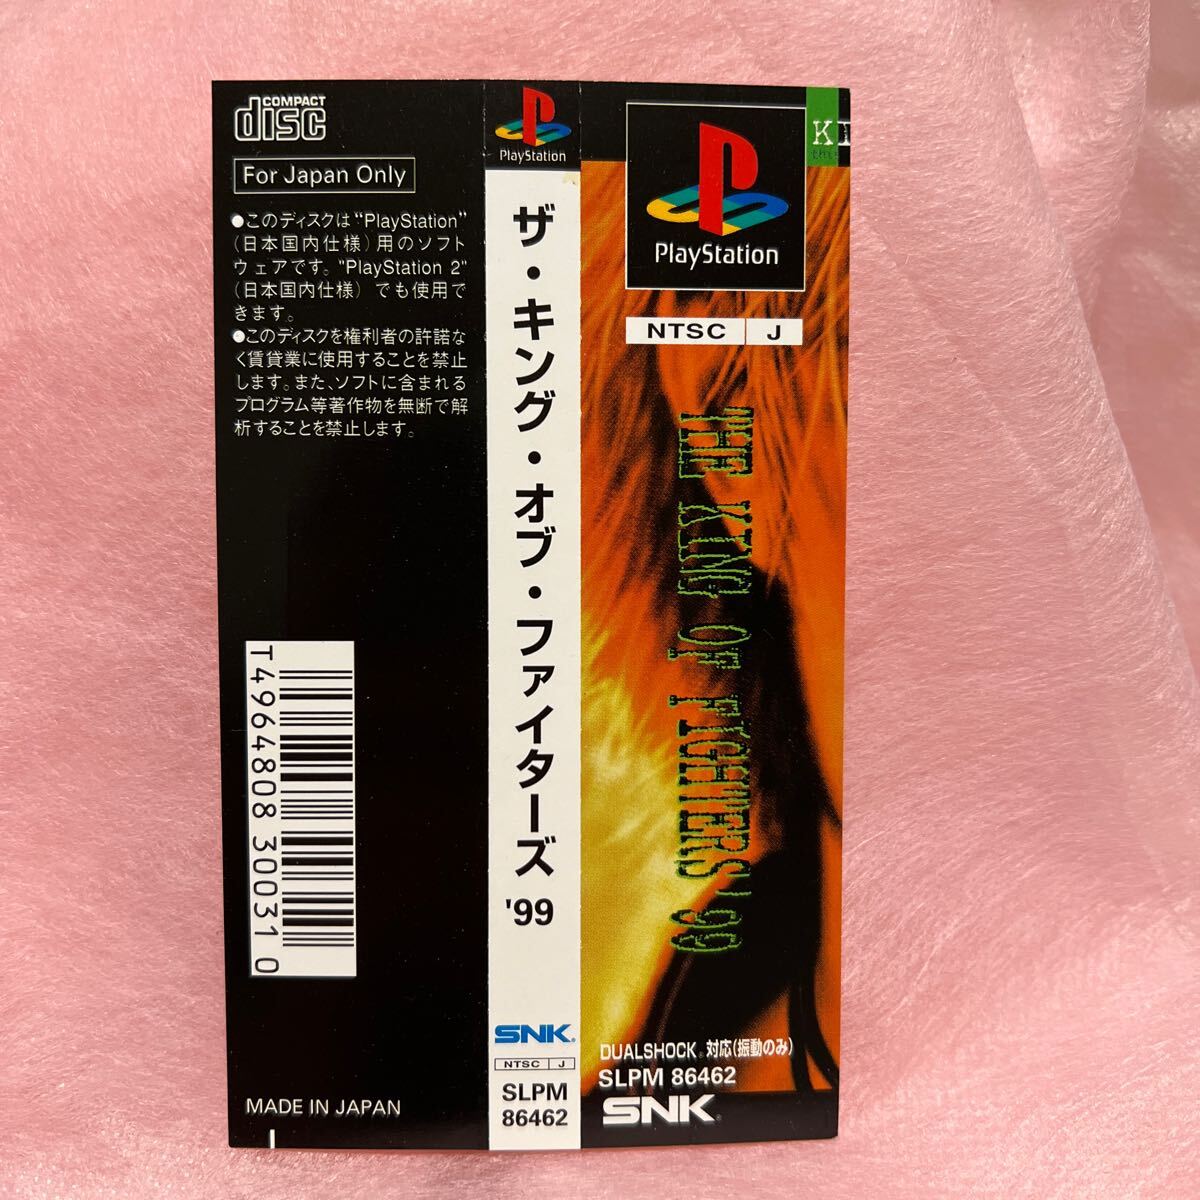 COMPACT
disc
For Japan Only
●このディスクは“PlayStation”
(日本国内仕様)用のソフト
ウェアです。"PlayStation 2"
(日本国内仕様) でも使用で
きます。
●このディスクを権利者の許諾な
く賃貸業に使用することを禁止
します。また、ソフトに含まれる
プログラム等著作物を無断で解
析することを禁止します。
T4964808 30031 0
MADE IN JAPAN
PlayStation
ザ・キング・オブ・ファイターズ '99
SNK
NTSC J
SLPM
86462
PlayStation
NTSC J
THE KING OF FIGHTERS '99
DUALSHOCK® 対応(振動のみ)
SLPM 86462
SNK®